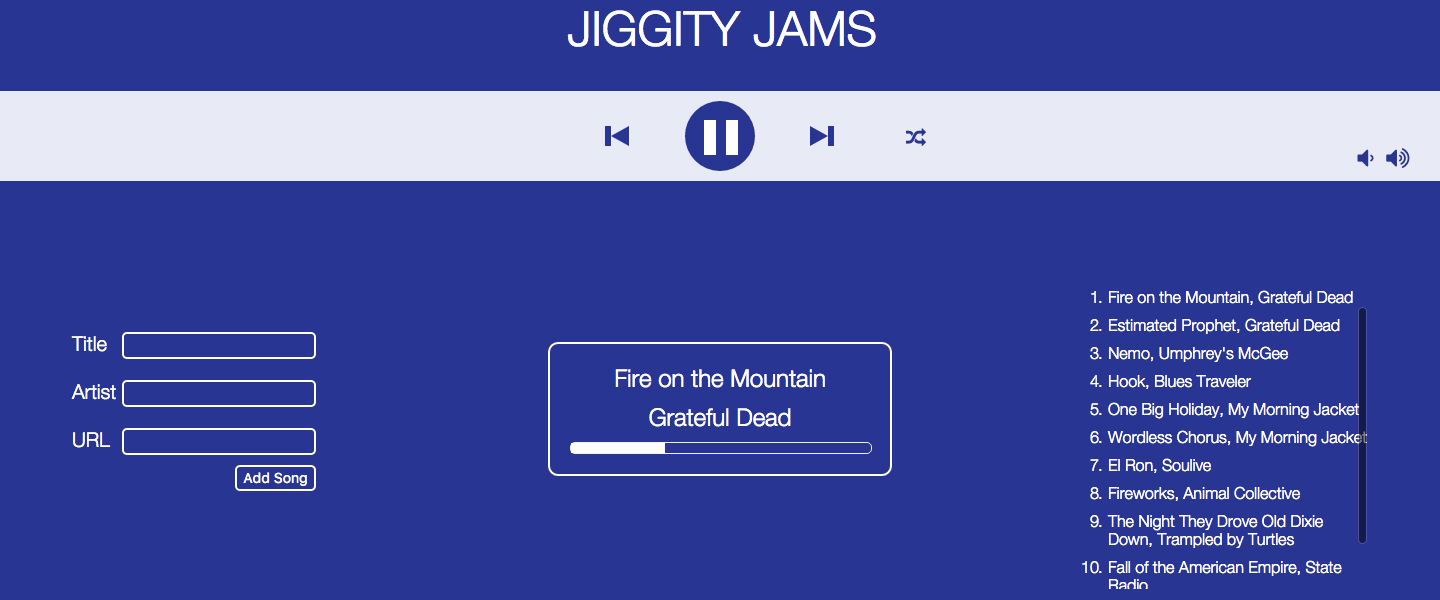 JIGGITY JAMS
Title
Artist
URL
Add Song
Fire on the Mountain
Grateful Dead
1. Fire on the Mountain, Grateful Dead
2. Estimated Prophet, Grateful Dead
3. Nemo, Umphrey's McGee
4. Hook, Blues Traveler
5. One Big Holiday, My Morning Jacket
6. Wordless Chorus, My Morning Jacket
7. El Ron, Soulive
8. Fireworks, Animal Collective
9. The Night They Drove Old Dixie
Down, Trampled by Turtles
10. Fall of the American Empire, State
Radio